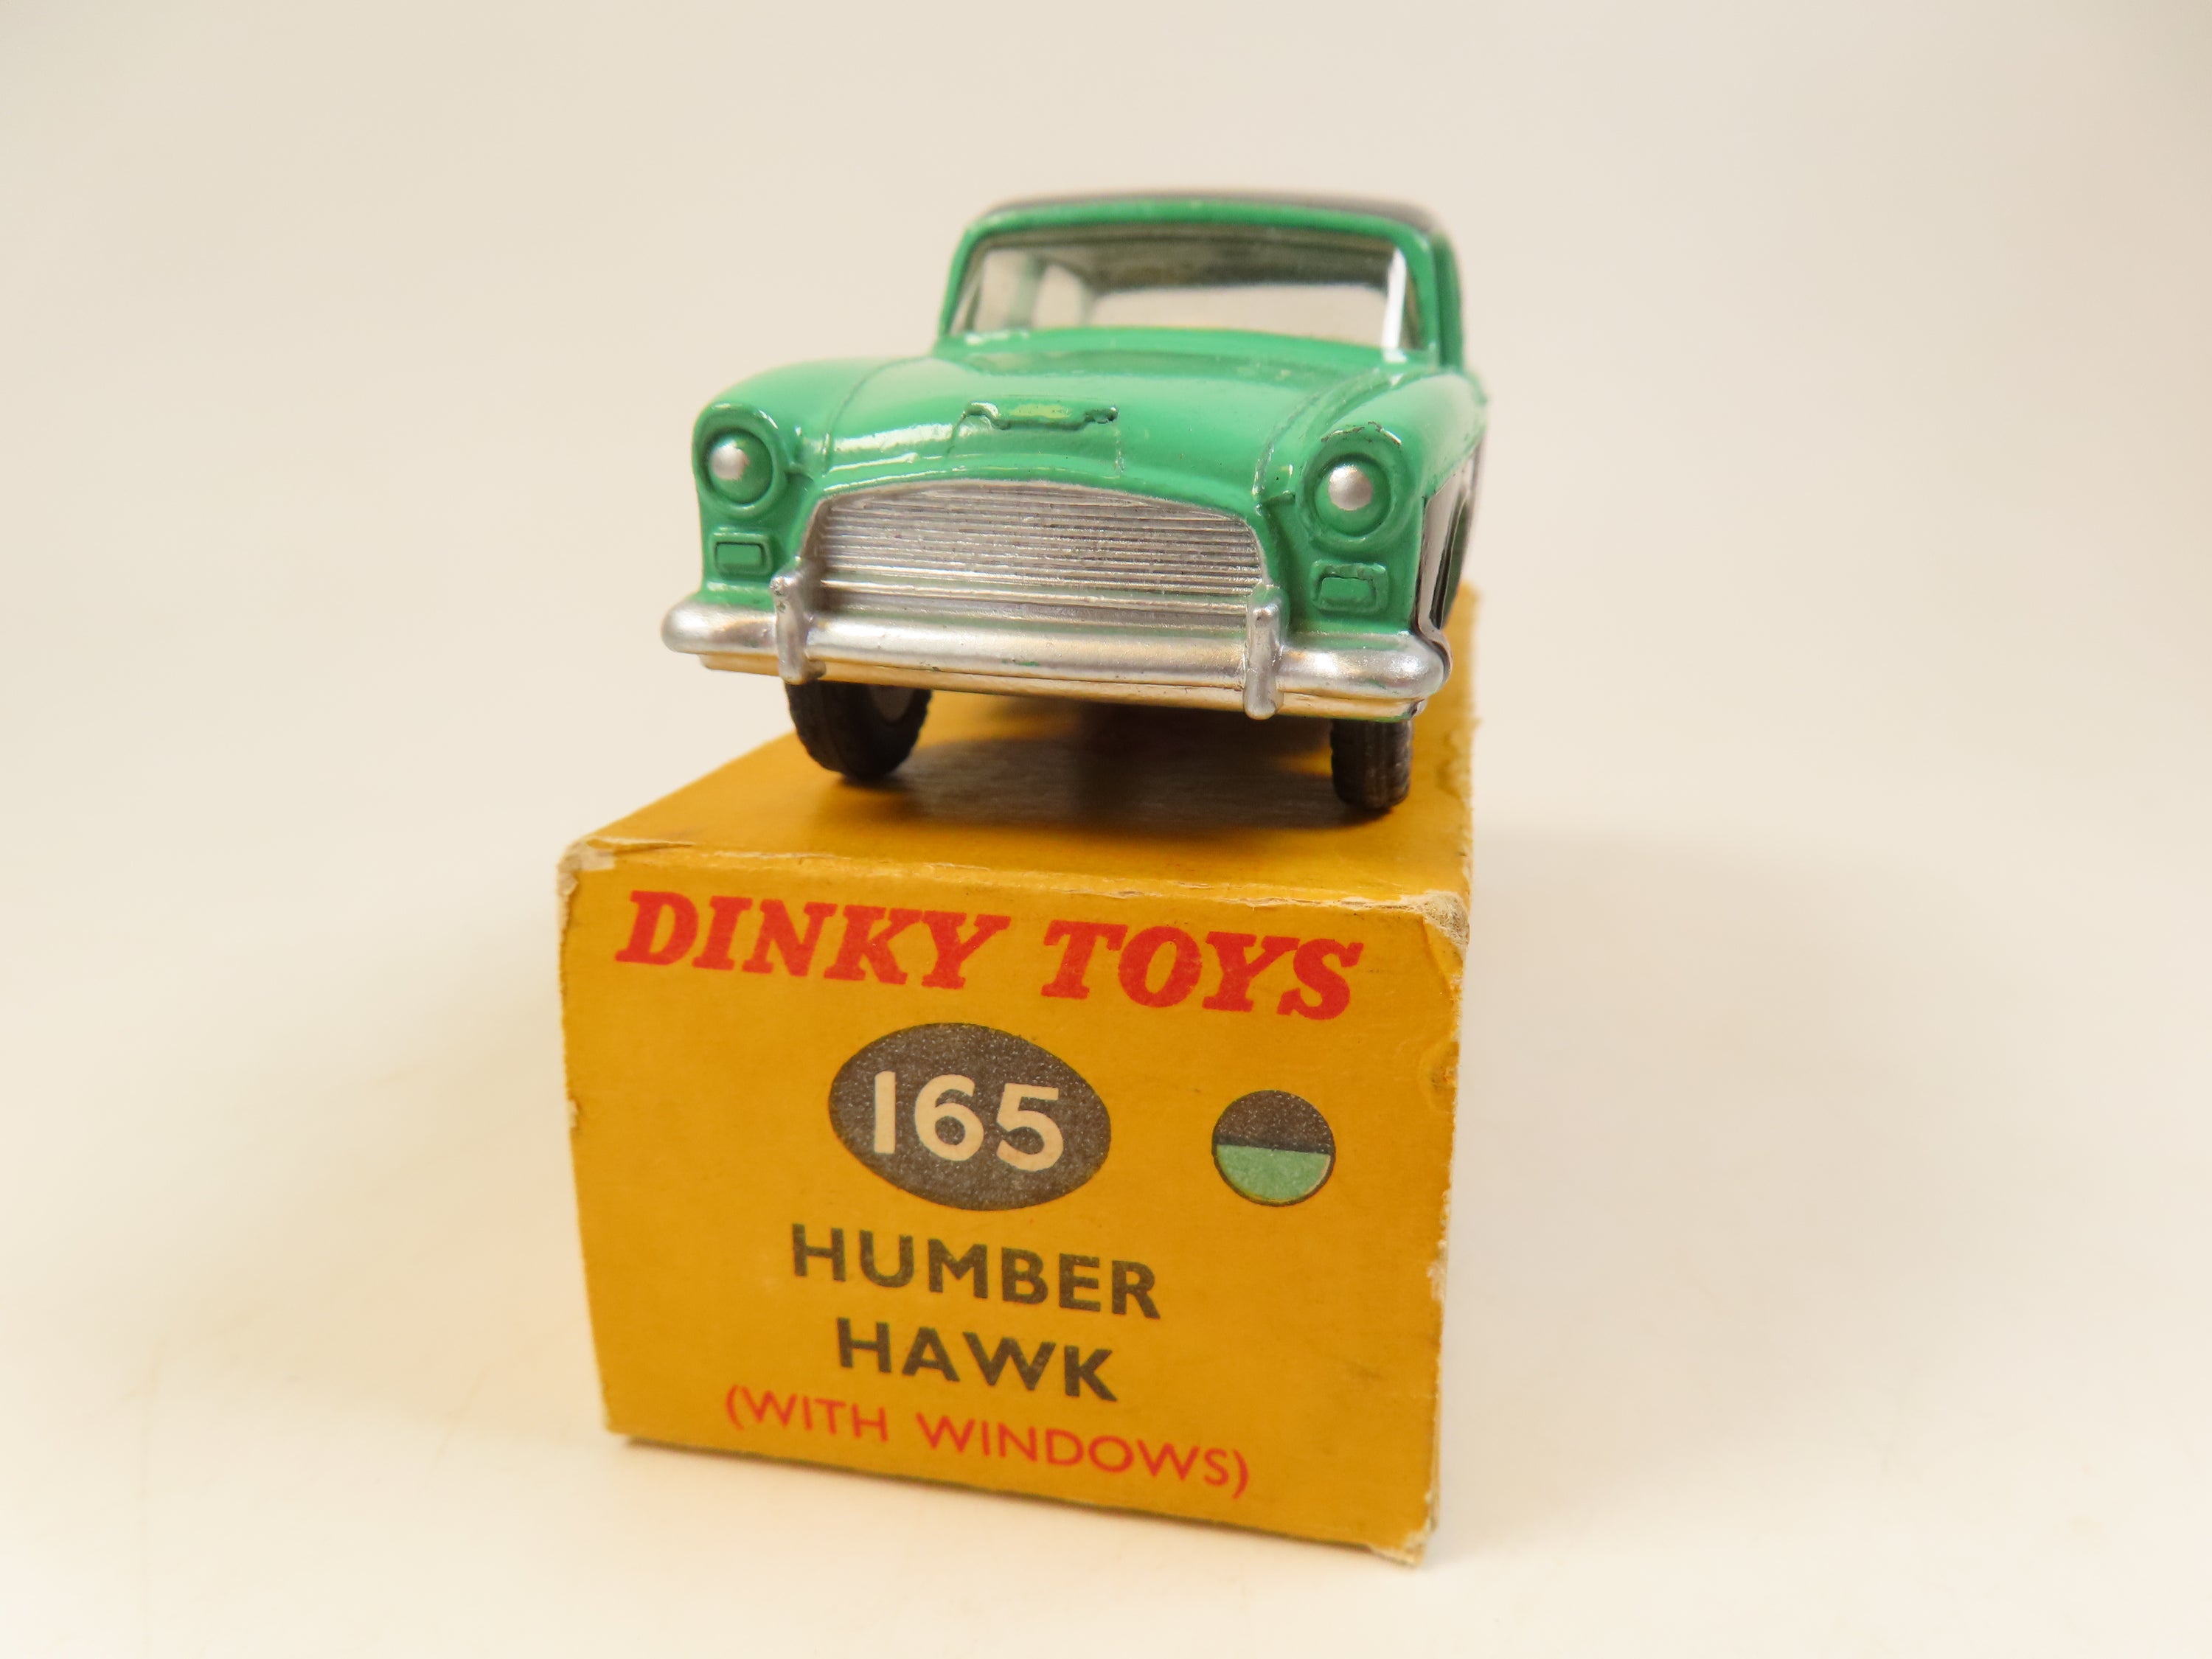 DINKY TOYS
165
HUMBER
HAWK
(WITH WINDOWS)